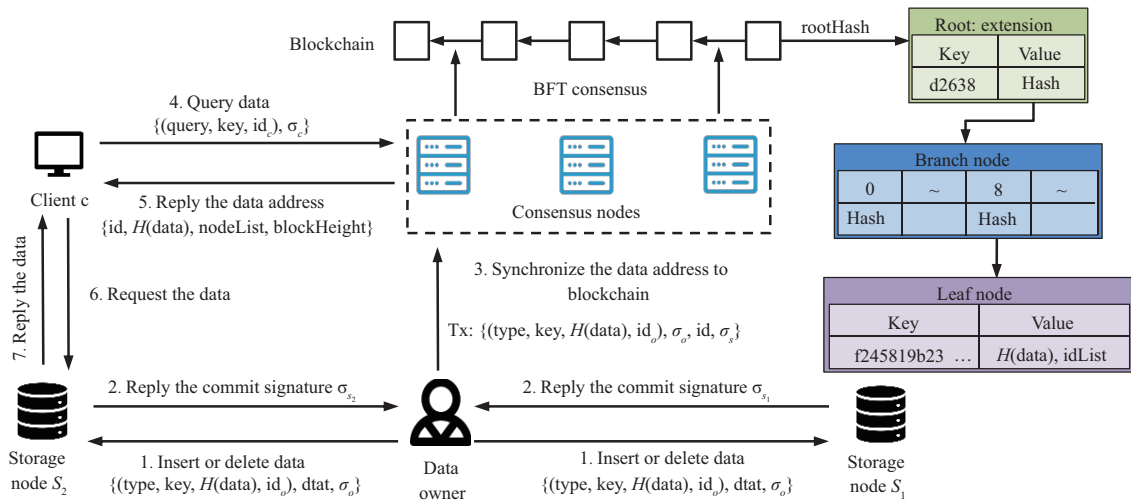 Blockchain
rootHash
Root: extension
Key Value
d2638 Hash
BFT consensus
4. Query data
{(query, key, id_c), σ_c}
Client c
Consensus nodes
Branch node
0 ~ 8 ~
Hash Hash
5. Reply the data address
{id, H(data), nodeList, blockHeight}
7. Reply the data
6. Request the data
3. Synchronize the data address to
blockchain
Tx: {(type, key, H(data), id_o), σ_o, id, σ_s}
Leaf node
Key Value
f245819b23 ... H(data), idList
2. Reply the commit signature σ_s₂
2. Reply the commit signature σ_s₁
Storage
node S₂
1. Insert or delete data
{(type, key, H(data), id_o), dtat, σ_o}
Data
owner
1. Insert or delete data
{(type, key, H(data), id_o), dtat, σ_o}
Storage
node S₁